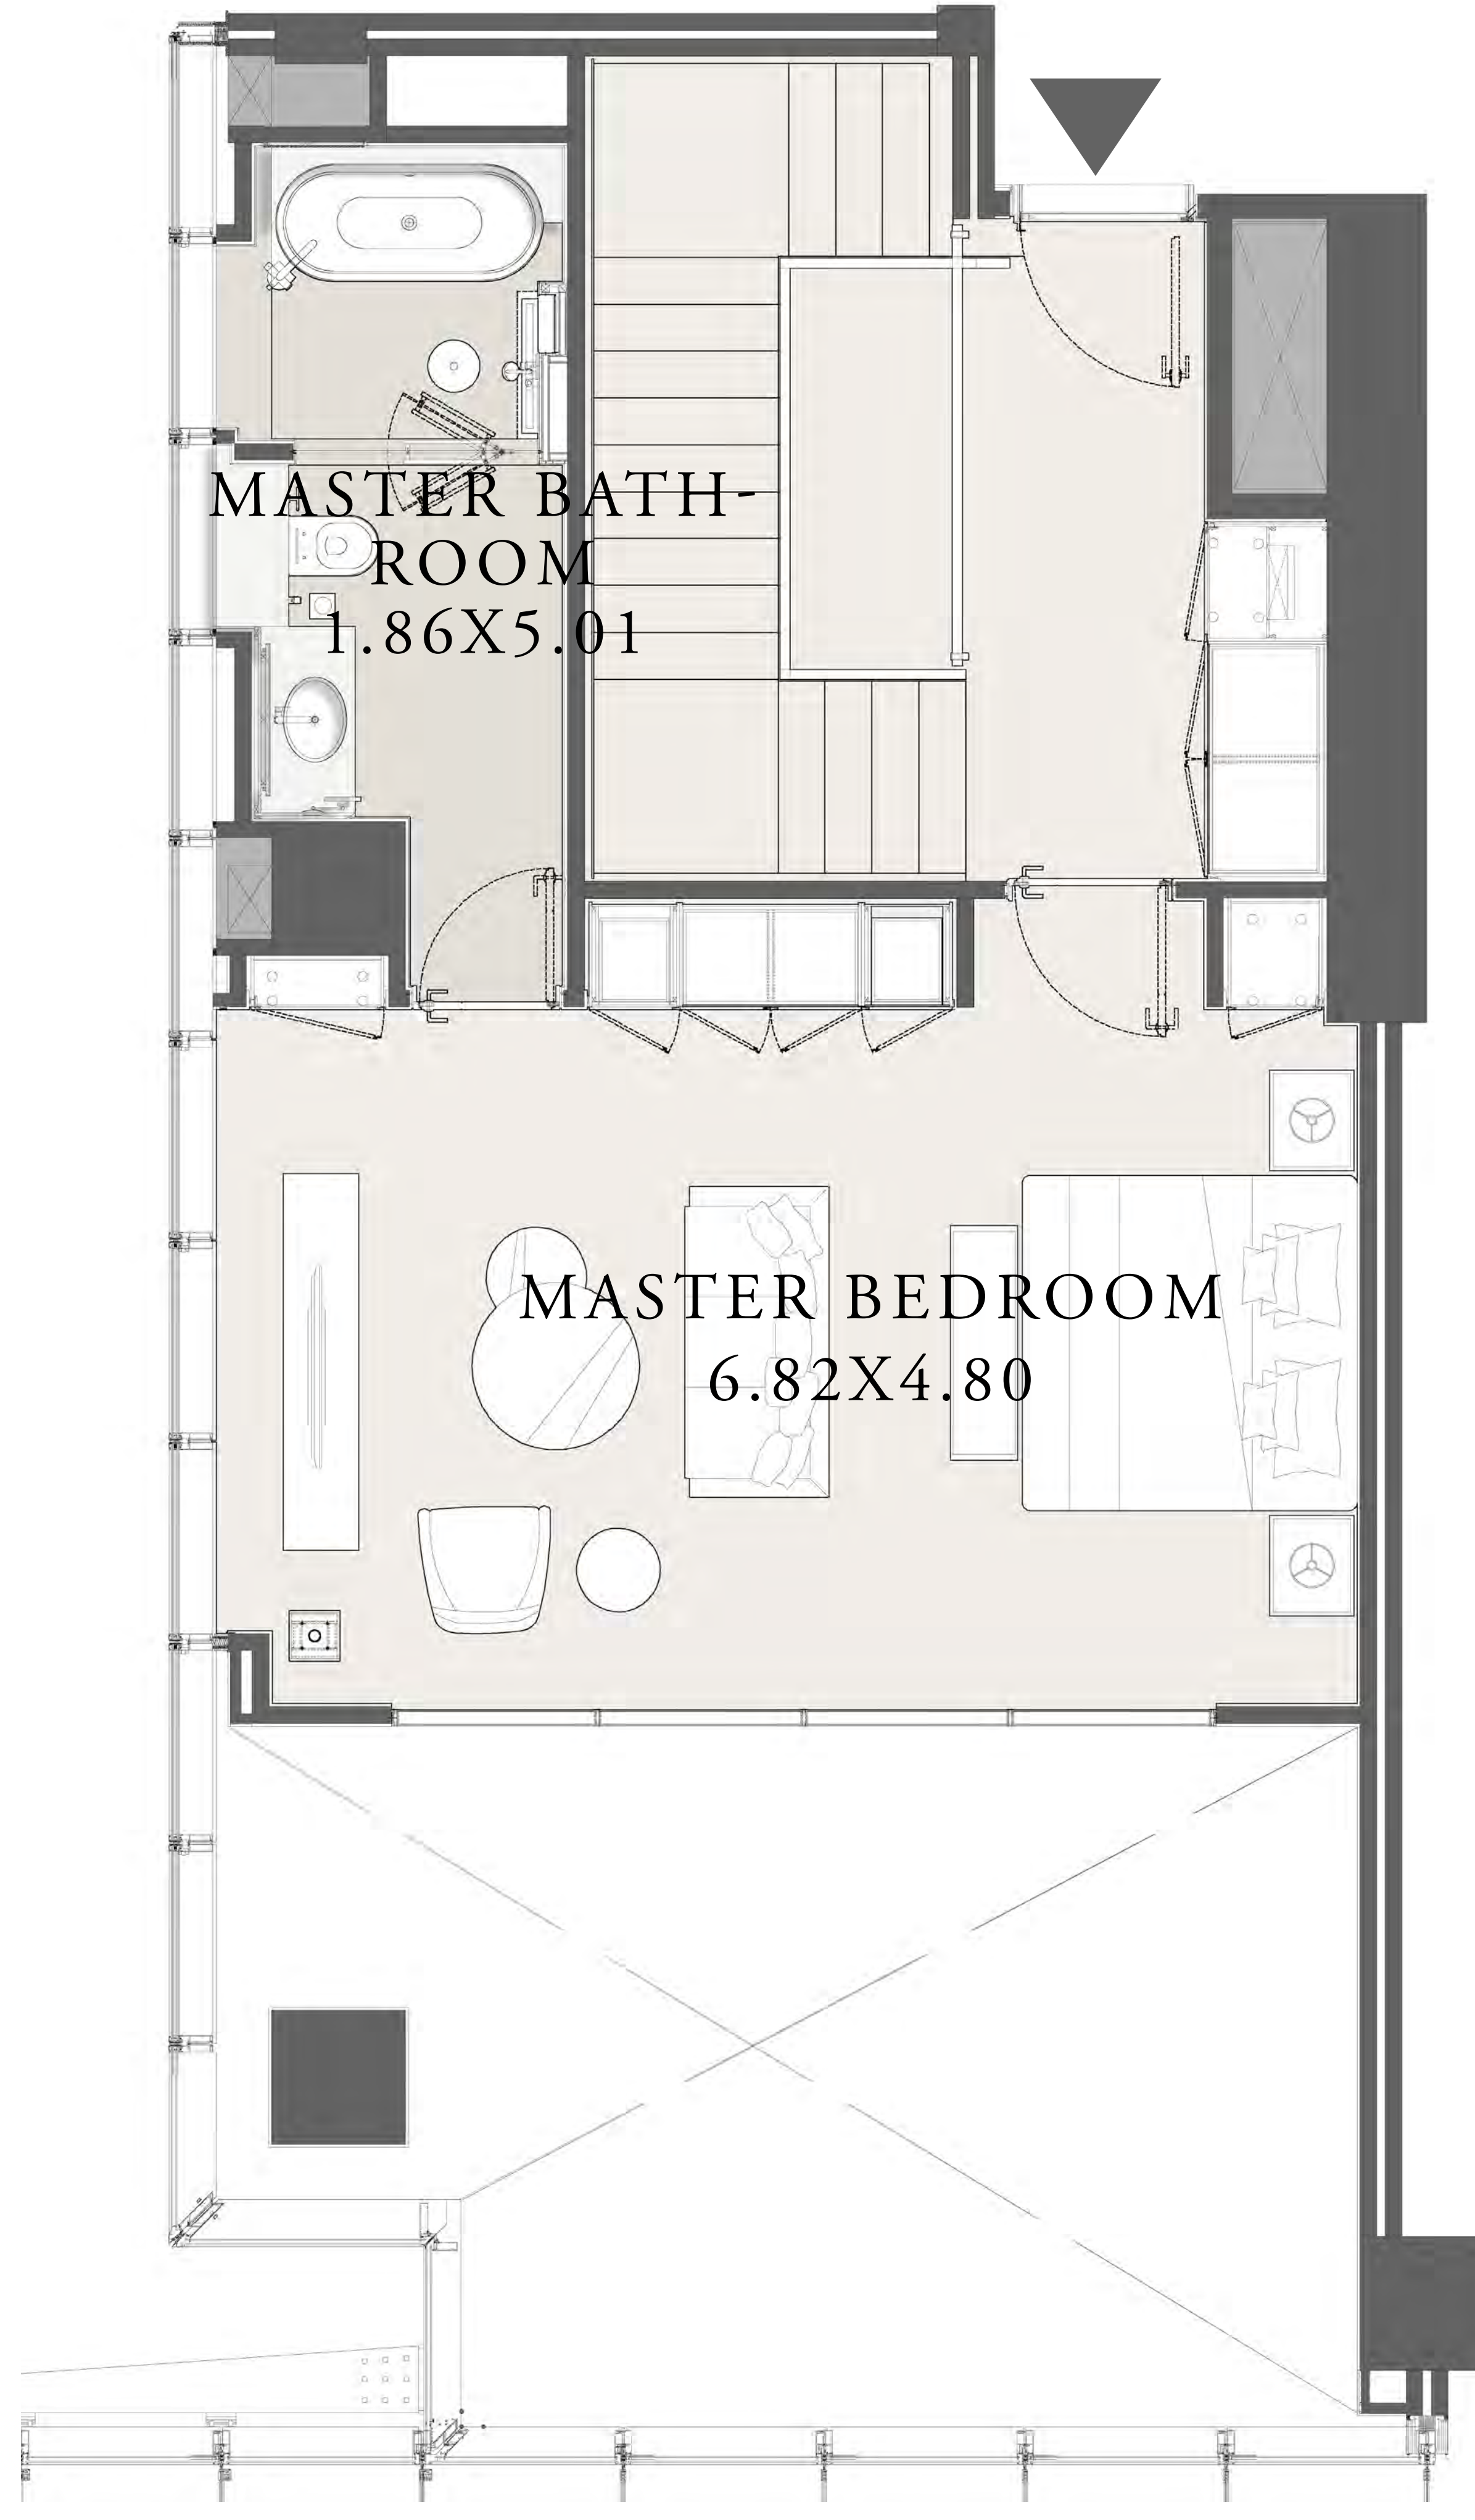 MASTER BATH-
ROOM
1.86X5.01
MASTER BEDROOM
6.82X4.80